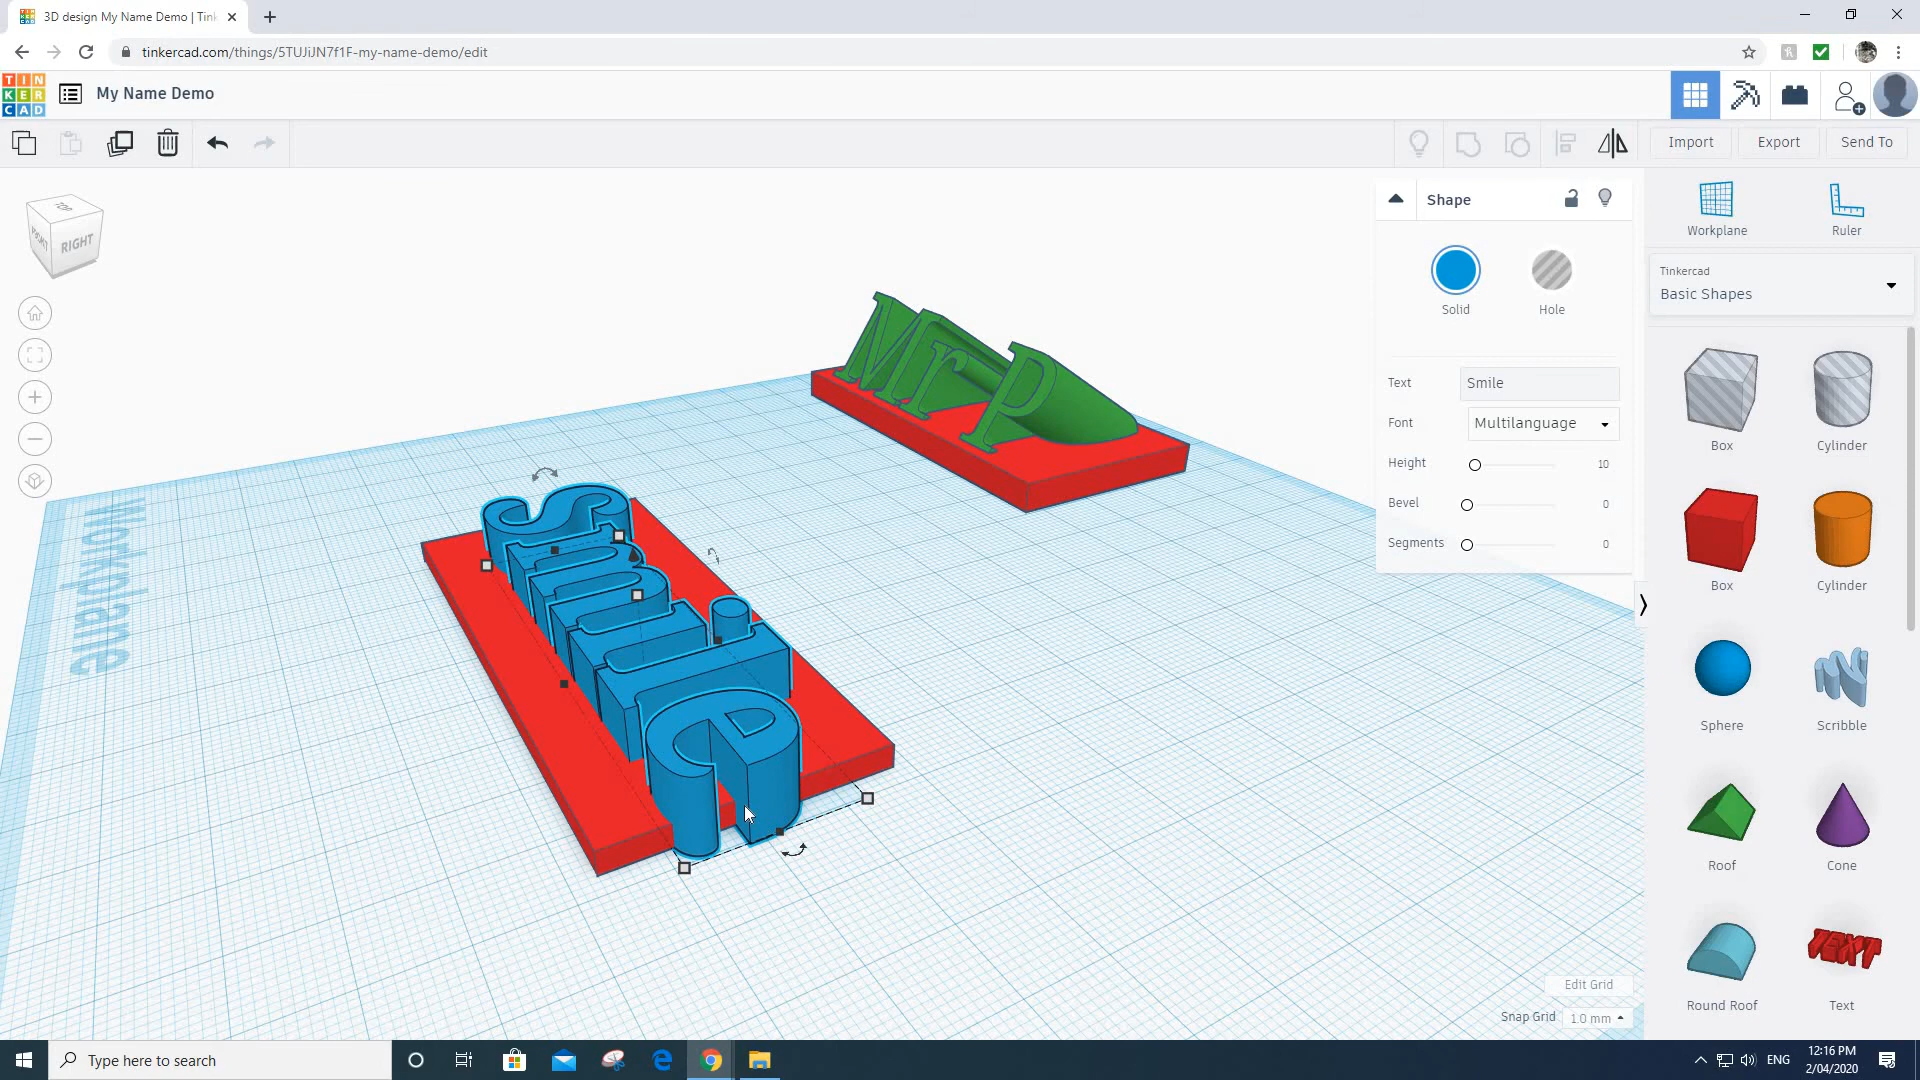 3D design My Name Demo | Tink
tinkercad.com/things/5TUJiJN7f1F-my-name-demo/edit
TIN
KER
CAD
My Name Demo
Import
Export
Send To
TOP
FRONT
RIGHT
Shape
Solid
Hole
Text
Smile
Font
Multilanguage
Height
10
Bevel
0
Segments
0
Workplane
Ruler
Tinkercad
Basic Shapes
Box
Cylinder
Box
Cylinder
Sphere
Scribble
Roof
Cone
TEXT
Round Roof
Text
Mr P
Smile
Workplane
Edit Grid
Snap Grid
1.0 mm
Type here to search
ENG
12:16 PM
2/04/2020